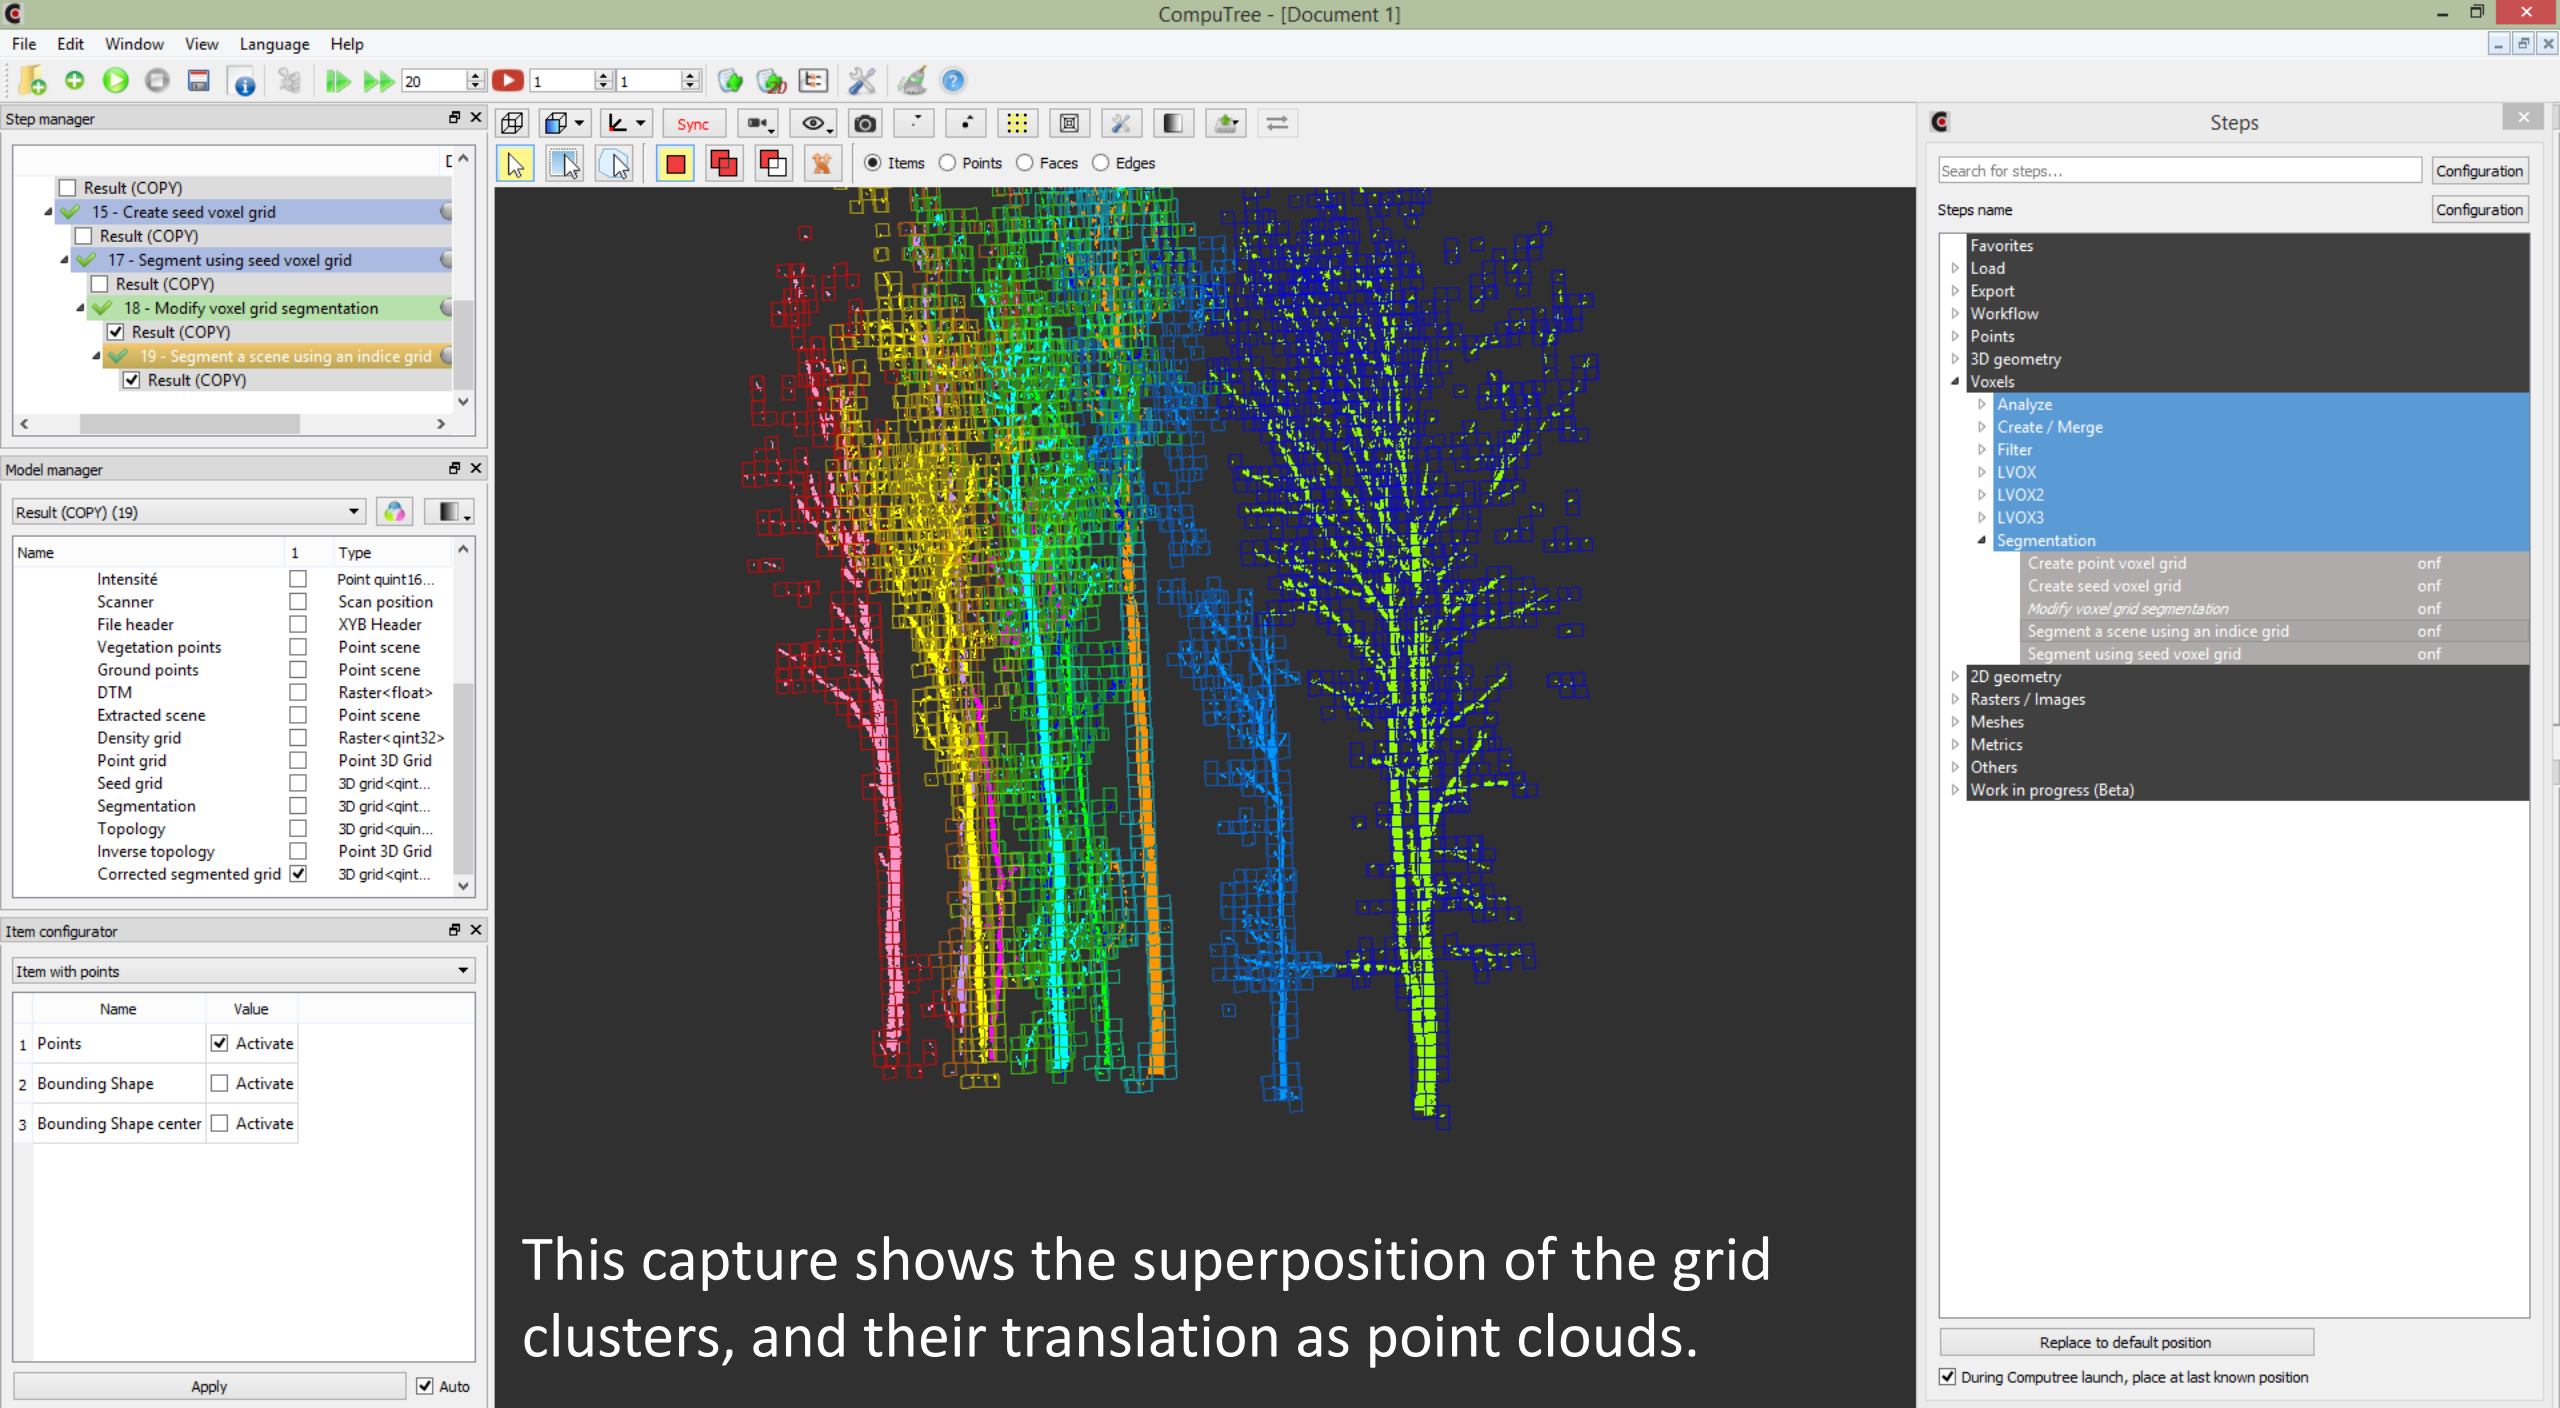 CompuTree - [Document 1]
File Edit Window View Language Help
20 1 1
Step manager
Result (COPY)
15 - Create seed voxel grid
Result (COPY)
17 - Segment using seed voxel grid
Result (COPY)
18 - Modify voxel grid segmentation
Result (COPY)
19 - Segment a scene using an indice grid
Result (COPY)
Model manager
Result (COPY) (19)
Name 1 Type
Intensité Point quint16...
Scanner Scan position
File header XYB Header
Vegetation points Point scene
Ground points Point scene
DTM Raster<float>
Extracted scene Point scene
Density grid Raster<qint32>
Point grid Point 3D Grid
Seed grid 3D grid<qint...
Segmentation 3D grid<qint...
Topology 3D grid<quin...
Inverse topology Point 3D Grid
Corrected segmented grid 3D grid<qint...
Item configurator
Item with points
Name Value
1 Points Activate
2 Bounding Shape Activate
3 Bounding Shape center Activate
Apply Auto
Sync
Items Points Faces Edges
This capture shows the superposition of the grid
clusters, and their translation as point clouds.
Steps
Search for steps... Configuration
Steps name Configuration
Favorites
Load
Export
Workflow
Points
3D geometry
Voxels
Analyze
Create / Merge
Filter
LVOX
LVOX2
LVOX3
Segmentation
Create point voxel grid onf
Create seed voxel grid onf
Modify voxel grid segmentation onf
Segment a scene using an indice grid onf
Segment using seed voxel grid onf
2D geometry
Rasters / Images
Meshes
Metrics
Others
Work in progress (Beta)
Replace to default position
During Computree launch, place at last known position